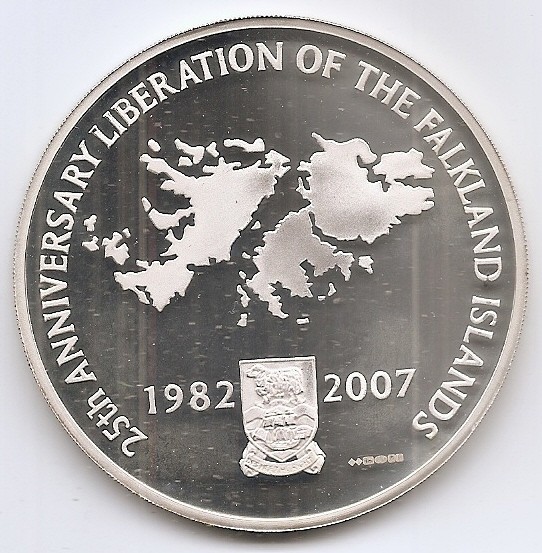 25th ANNIVERSARY LIBERATION OF THE FALKLAND ISLANDS
1982 2007